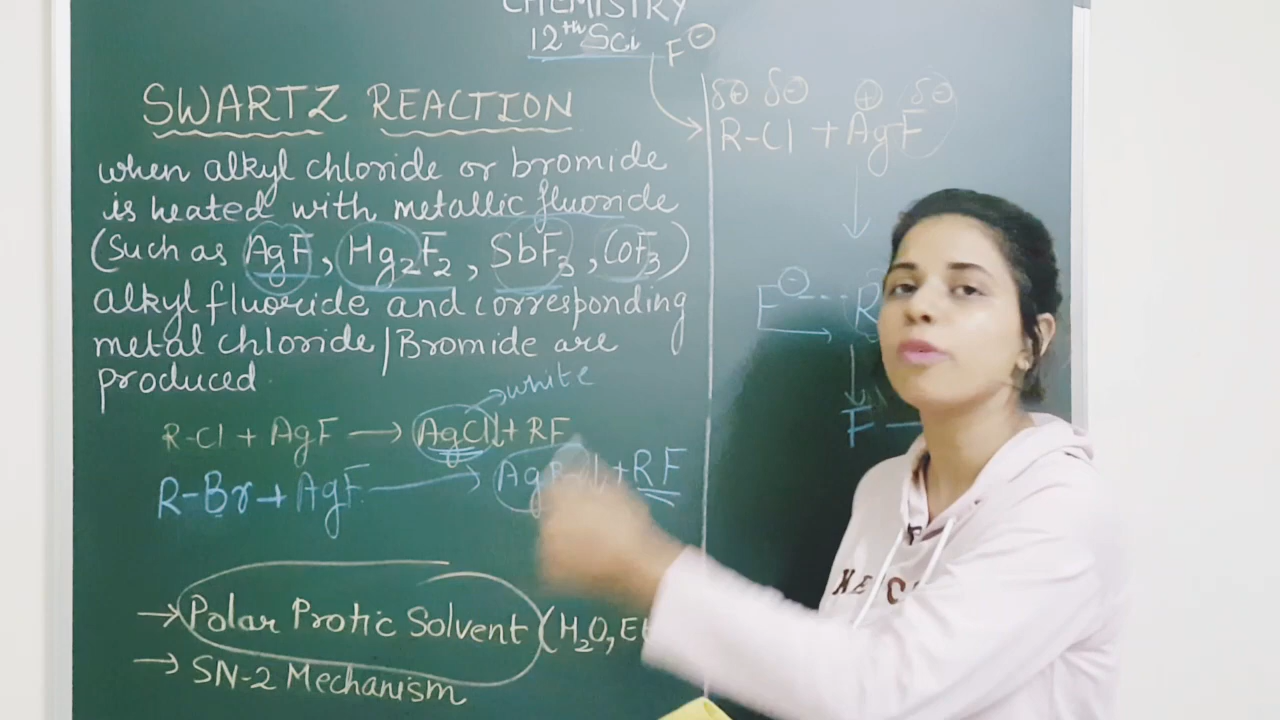 CHEMISTRY
12th Sci
SWARTZ REACTION
when alkyl chloride or bromide
is heated with metallic fluoride
(Such as AgF, Hg2F2, SbF3, CoF3)
alkyl fluoride and corresponding
metal chloride/Bromide are
produced.
white
R-Cl + AgF → AgCl↓ + RF
R-Br + AgF → + RF
→ Polar Protic Solvent (H2O,
→ SN-2 Mechanism
F⊖
δ⊕ δ⊖ ⊕ δ⊖
R-Cl + AgF
F⊖---R
F